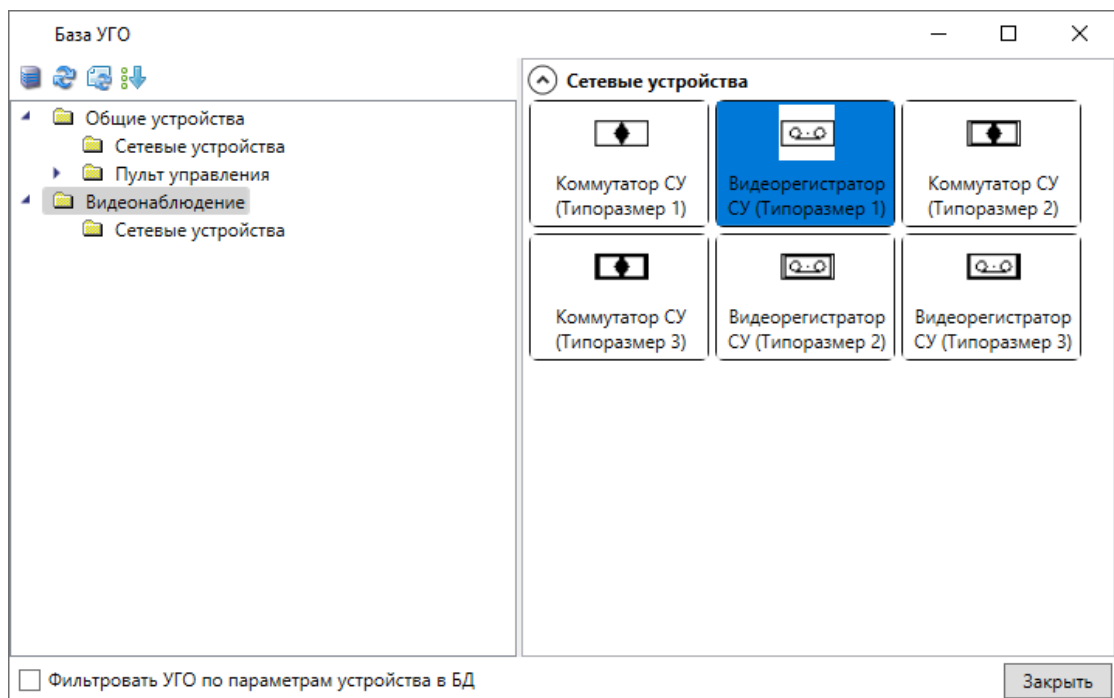 База УГО
Общие устройства
Сетевые устройства
Пульт управления
Видеонаблюдение
Сетевые устройства
Сетевые устройства
Коммутатор СУ
(Типоразмер 1)
Видеорегистратор
СУ (Типоразмер 1)
Коммутатор СУ
(Типоразмер 2)
Коммутатор СУ
(Типоразмер 3)
Видеорегистратор
СУ (Типоразмер 2)
Видеорегистратор
СУ (Типоразмер 3)
Фильтровать УГО по параметрам устройства в БД
Закрыть